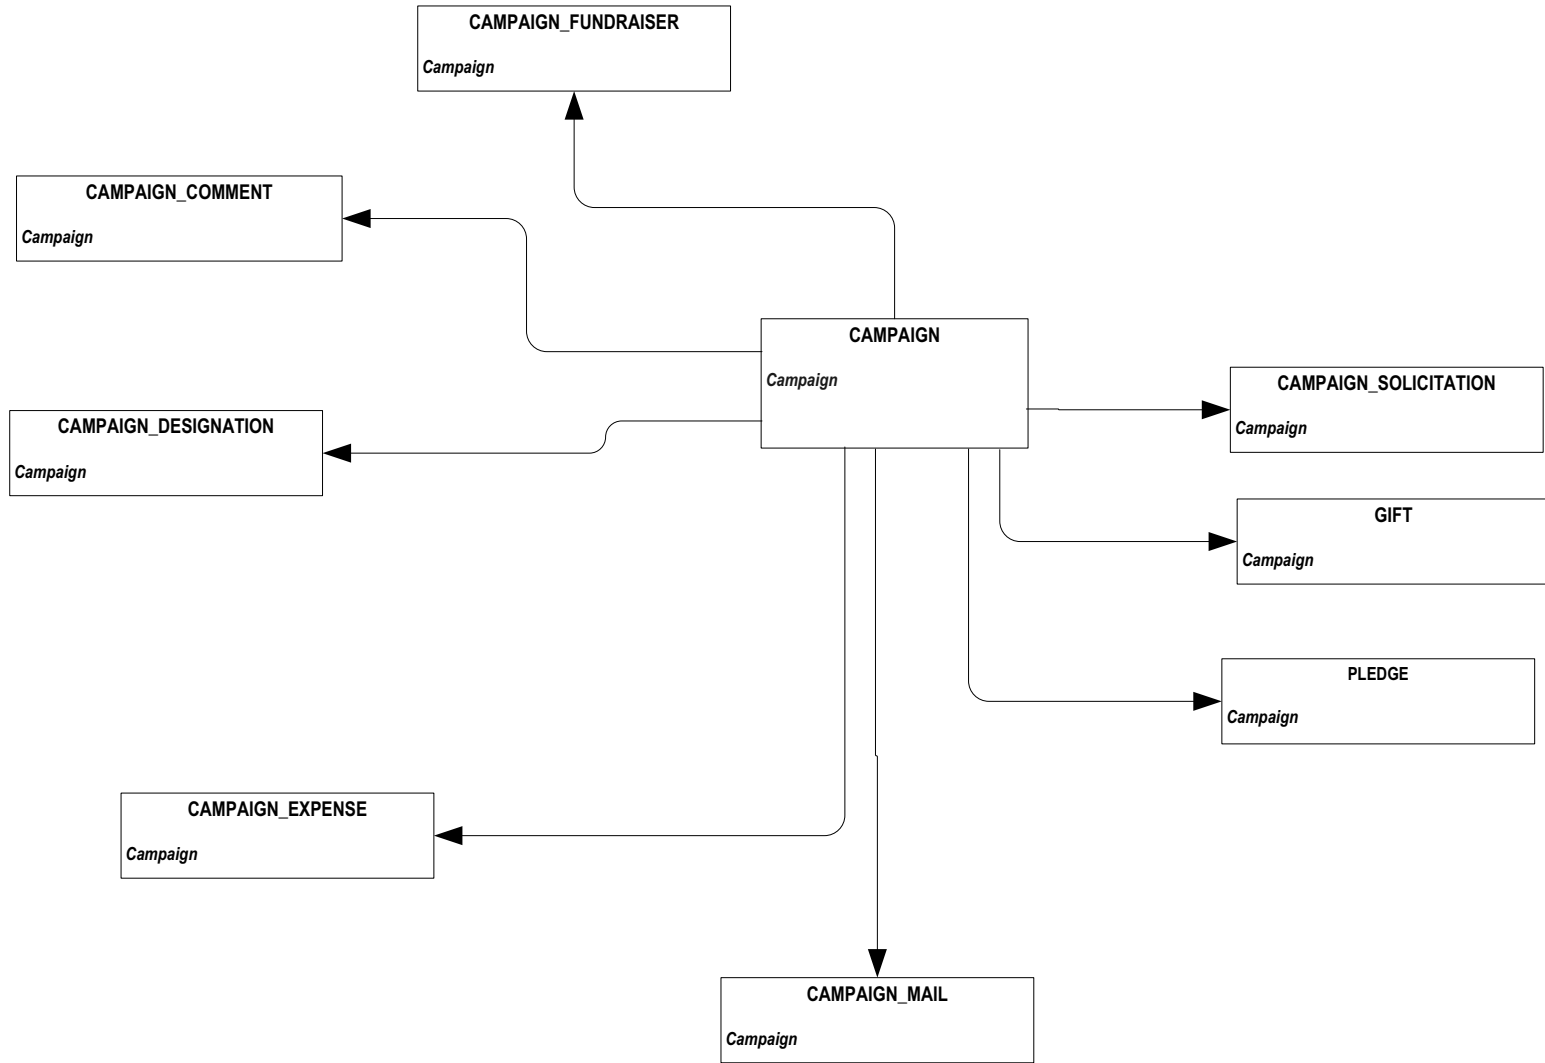 CAMPAIGN_FUNDRAISER
Campaign
CAMPAIGN_COMMENT
Campaign
CAMPAIGN
Campaign
CAMPAIGN_SOLICITATION
Campaign
CAMPAIGN_DESIGNATION
Campaign
GIFT
Campaign
PLEDGE
Campaign
CAMPAIGN_EXPENSE
Campaign
CAMPAIGN_MAIL
Campaign